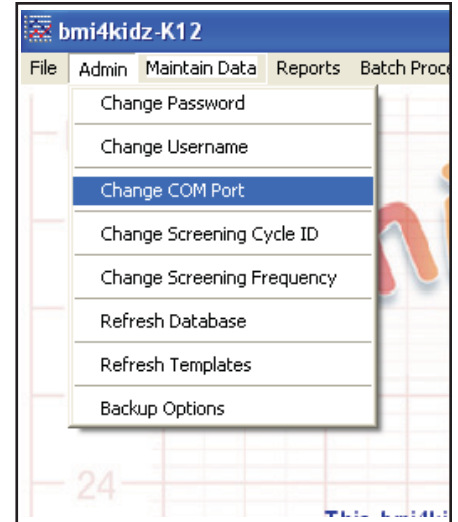 bmi4kidz-K12
File Admin Maintain Data Reports Batch
Change Password
Change Username
Change COM Port
Change Screening Cycle ID
Change Screening Frequency
Refresh Database
Refresh Templates
Backup Options
24